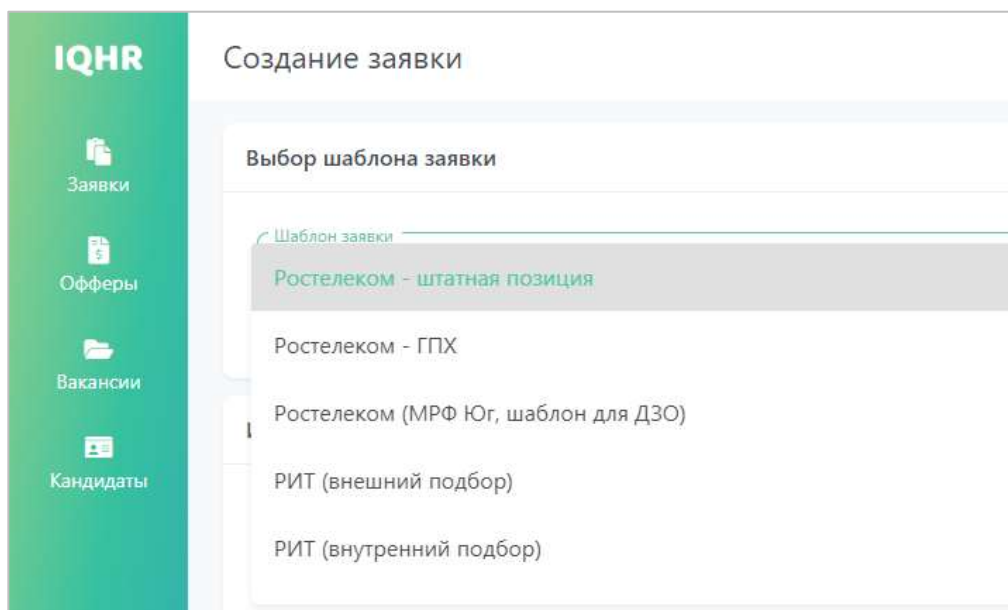 IQHR
Создание заявки
Заявки
Офферы
Вакансии
Кандидаты
Выбор шаблона заявки
Шаблон заявки
Ростелеком - штатная позиция
Ростелеком - ГПХ
Ростелеком (МРФ Юг, шаблон для ДЗО)
РИТ (внешний подбор)
РИТ (внутренний подбор)